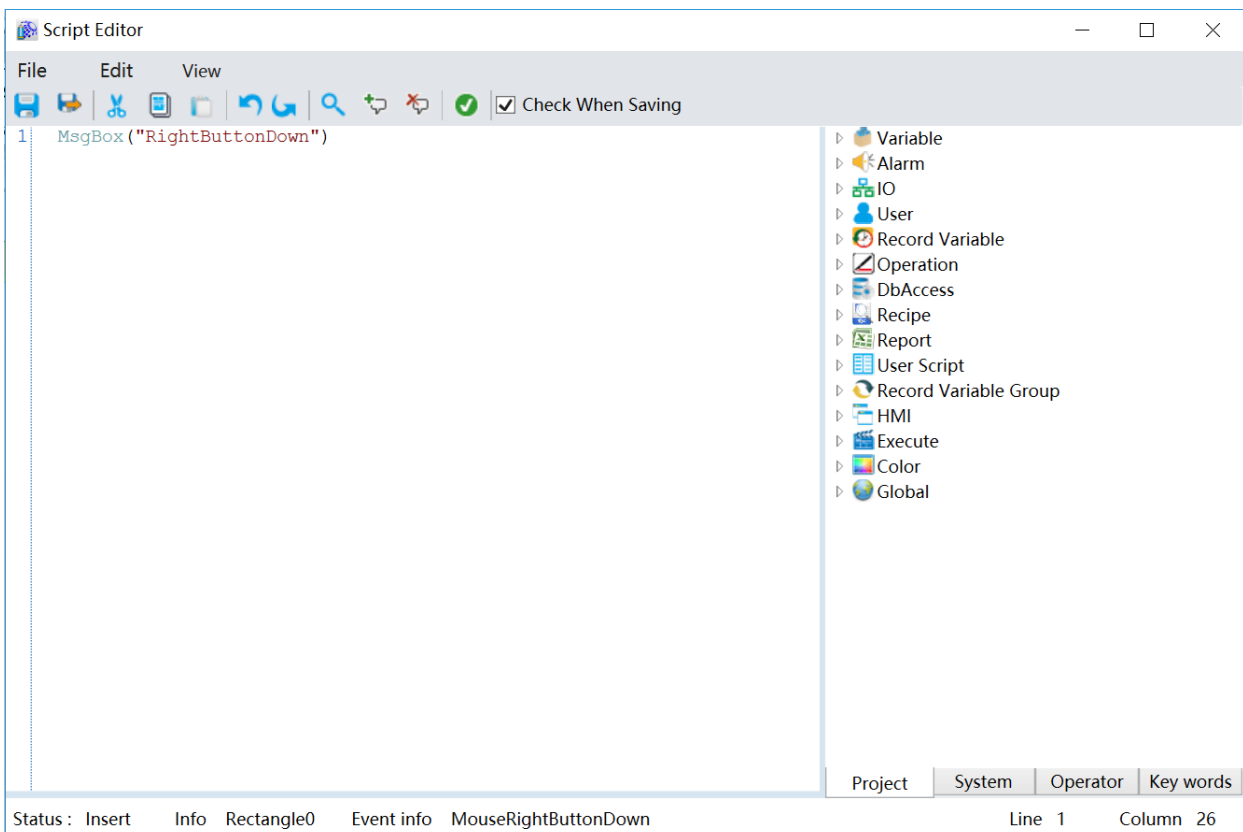 Script Editor
File Edit View
Check When Saving
1 MsgBox("RightButtonDown")
Variable
Alarm
IO
User
Record Variable
Operation
DbAccess
Recipe
Report
User Script
Record Variable Group
HMI
Execute
Color
Global
Project System Operator Key words
Status : Insert Info Rectangle0 Event info MouseRightButtonDown Line 1 Column 26